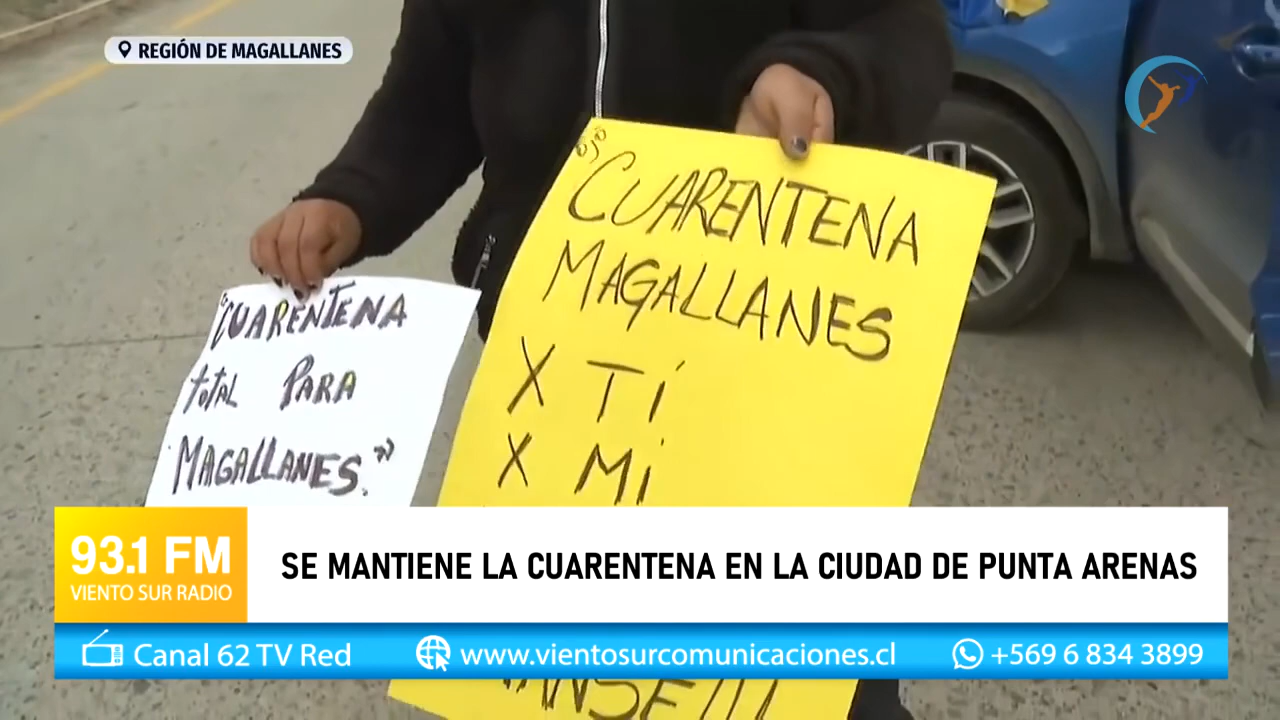 REGIÓN DE MAGALLANES
"CUARENTENA
MAGALLANES
X TÍ
X MÍ
"CUARENTENA
total PARA
MAGALLANES."
93.1 FM
VIENTO SUR RADIO
SE MANTIENE LA CUARENTENA EN LA CIUDAD DE PUNTA ARENAS
Canal 62 TV Red
www.vientosurcomunicaciones.cl
+569 6 834 3899